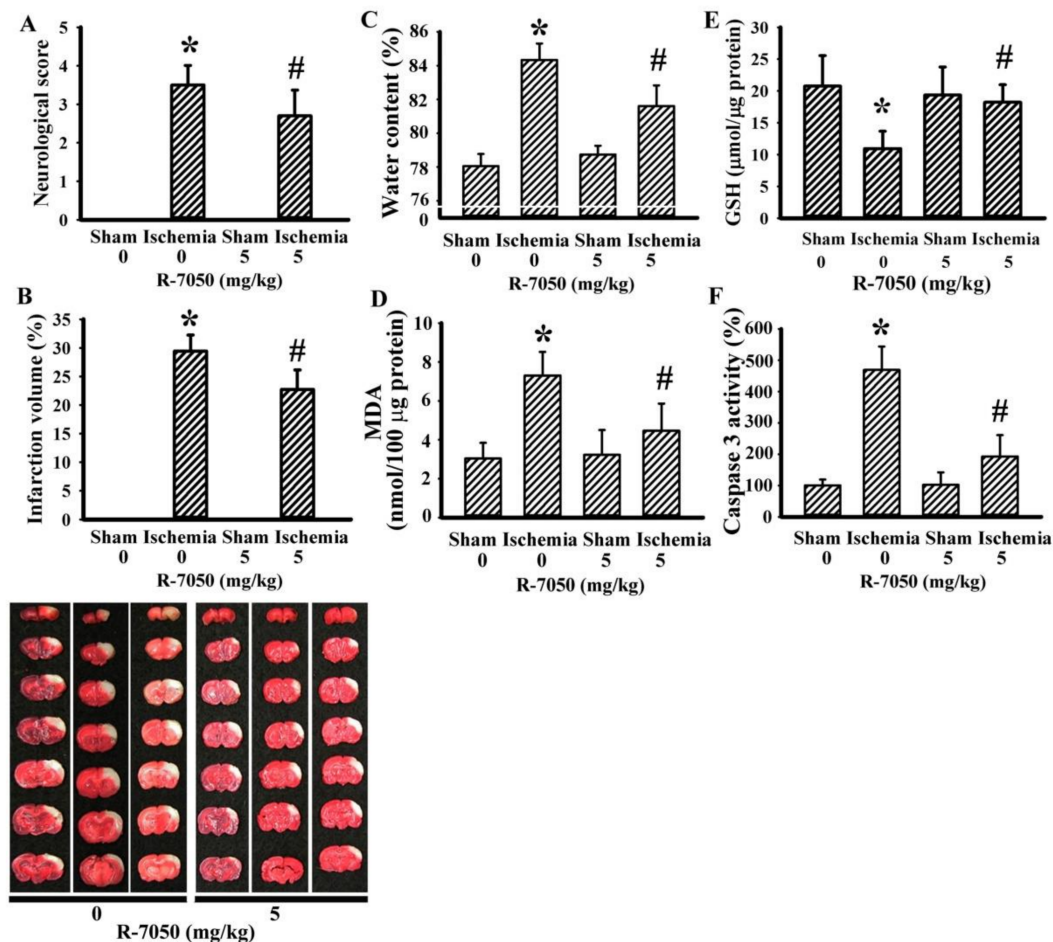 A
Neurological score
5
4
3
2
1
0
*
#
Sham Ischemia Sham Ischemia
0 0 5 5
R-7050 (mg/kg)
B
Infarction volume (%)
35
30
25
20
15
10
5
0
*
#
Sham Ischemia Sham Ischemia
0 0 5 5
R-7050 (mg/kg)
0 5
R-7050 (mg/kg)
C
Water content (%)
86
84
82
80
78
76
0
*
#
Sham Ischemia Sham Ischemia
0 0 5 5
R-7050 (mg/kg)
D
MDA
(nmol/100 µg protein)
10
8
6
4
2
0
*
#
Sham Ischemia Sham Ischemia
0 0 5 5
R-7050 (mg/kg)
E
GSH (µmol/µg protein)
30
25
20
15
10
5
0
*
#
Sham Ischemia Sham Ischemia
0 0 5 5
R-7050 (mg/kg)
F
Caspase 3 activity (%)
600
500
400
300
200
100
0
*
#
Sham Ischemia Sham Ischemia
0 0 5 5
R-7050 (mg/kg)